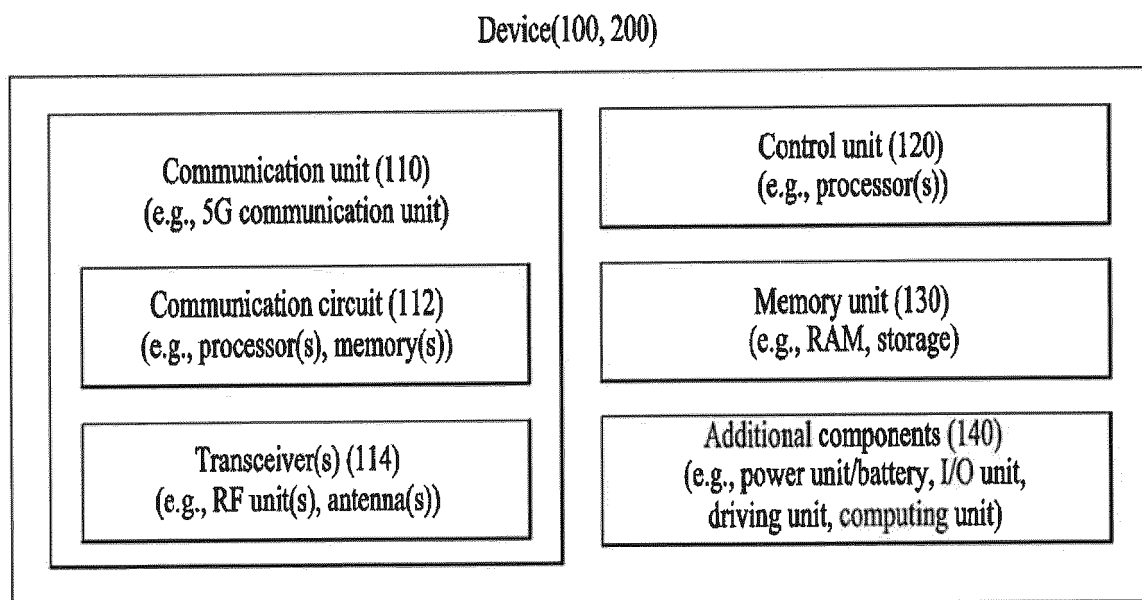 Device(100, 200)
Communication unit (110)
(e.g., 5G communication unit)
Communication circuit (112)
(e.g., processor(s), memory(s))
Transceiver(s) (114)
(e.g., RF unit(s), antenna(s))
Control unit (120)
(e.g., processor(s))
Memory unit (130)
(e.g., RAM, storage)
Additional components (140)
(e.g., power unit/battery, I/O unit,
driving unit, computing unit)